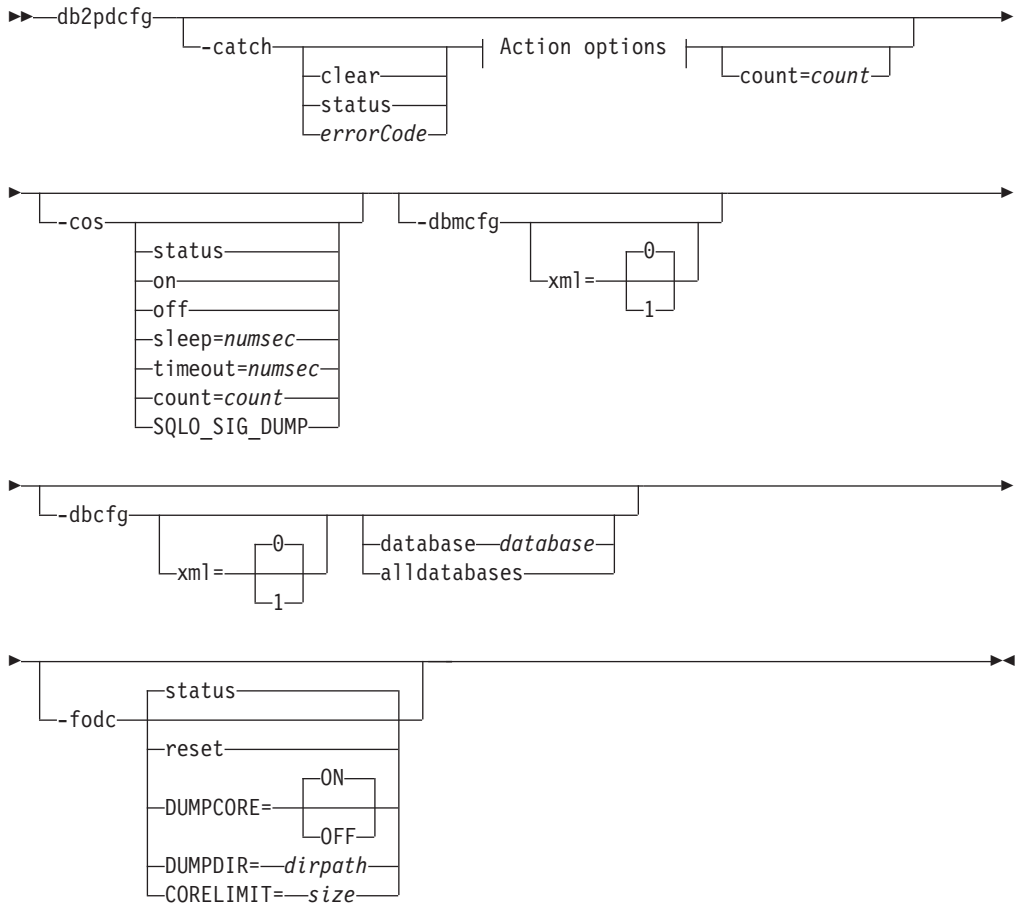 db2pdcfg
-catch Action options
clear count=count
status
errorCode
-cos -dbmcfg
status 0
on xml=
off 1
sleep=numsec
timeout=numsec
count=count
SQLO_SIG_DUMP
-dbcfg
0 database database
xml= alldatabases
1
status
-fodc
reset
ON
DUMPCORE=
OFF
DUMPDIR= dirpath
CORELIMIT= size